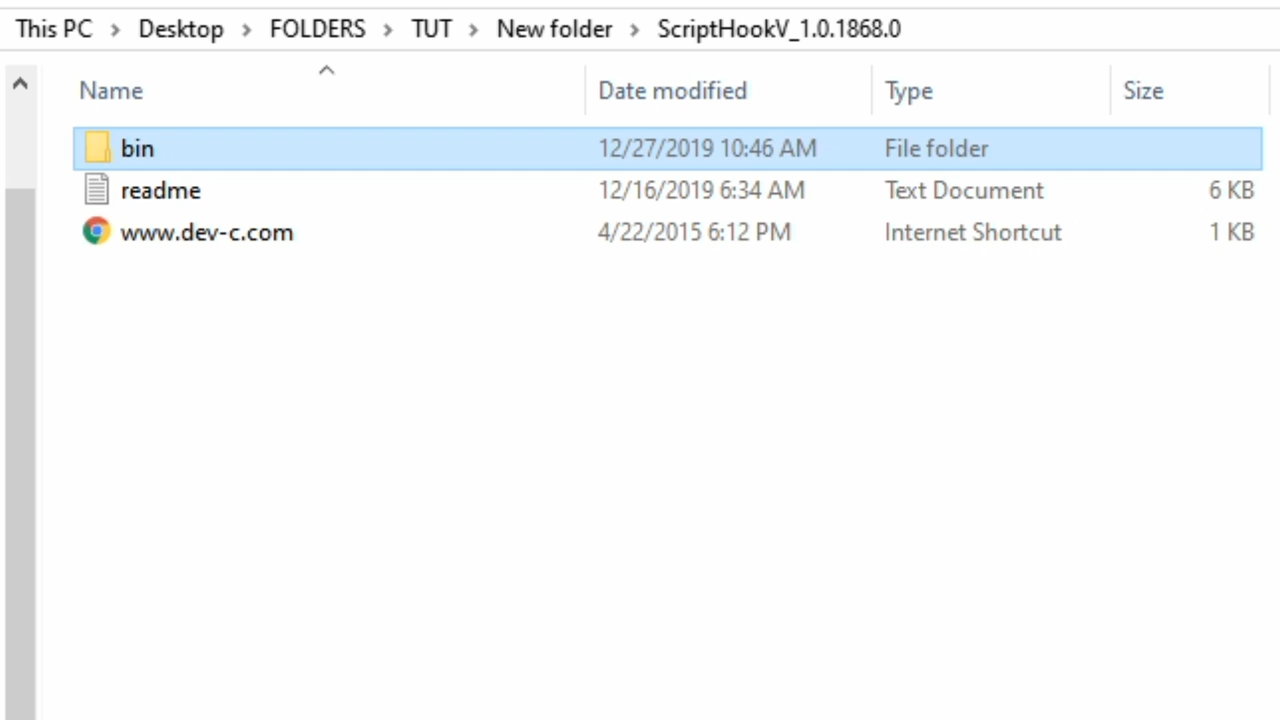 This PC > Desktop > FOLDERS > TUT > New folder > ScriptHookV_1.0.1868.0
Name Date modified Type Size
bin 12/27/2019 10:46 AM File folder
readme 12/16/2019 6:34 AM Text Document 6 KB
www.dev-c.com 4/22/2015 6:12 PM Internet Shortcut 1 KB